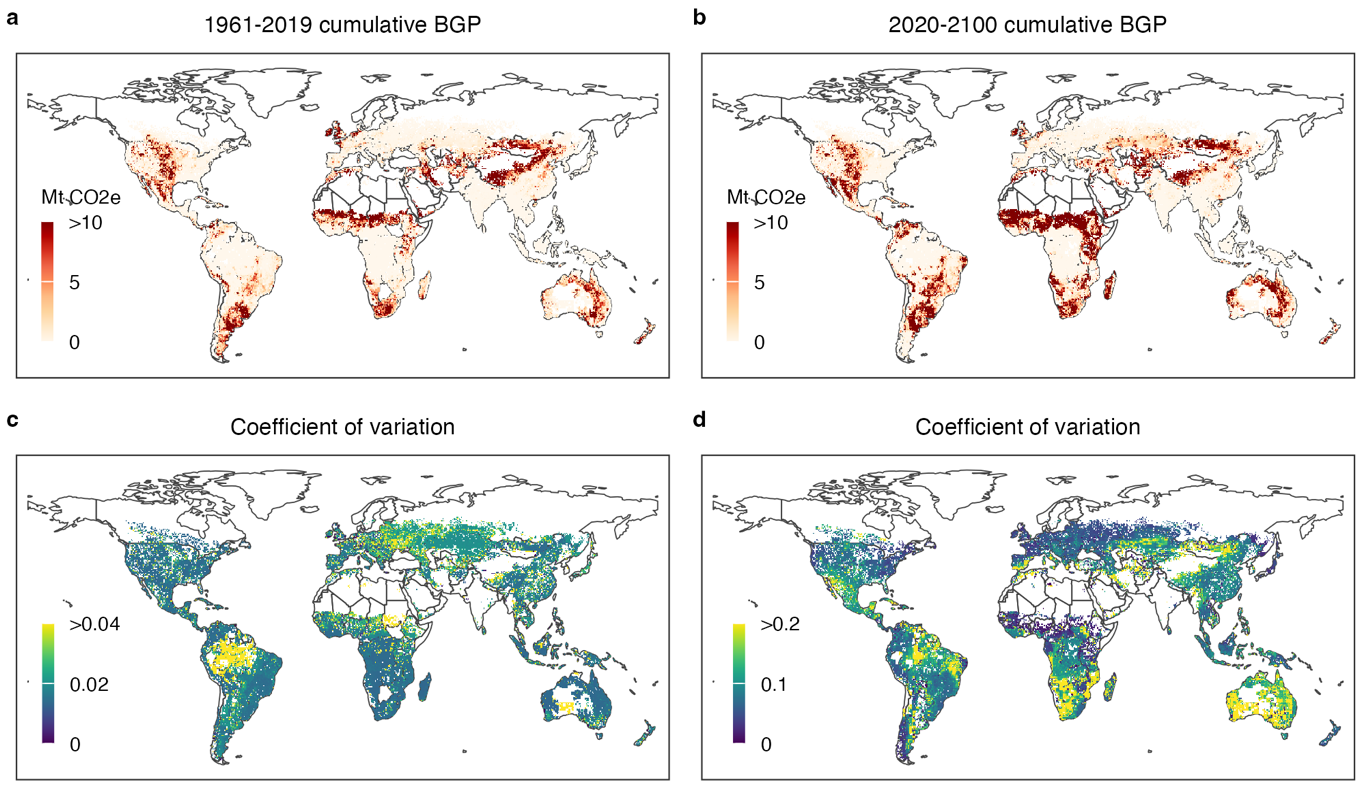 a
1961-2019 cumulative BGP
Mt CO2e
>10
5
0
b
2020-2100 cumulative BGP
Mt CO2e
>10
5
0
c
Coefficient of variation
>0.04
0.02
0
d
Coefficient of variation
>0.2
0.1
0